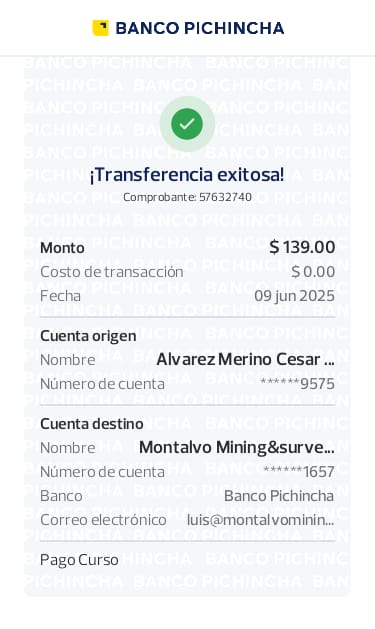 BANCO PICHINCHA
¡Transferencia exitosa!
Comprobante: 57632740
Monto $ 139.00
Costo de transacción $ 0.00
Fecha 09 jun 2025
Cuenta origen
Nombre Alvarez Merino Cesar ...
Número de cuenta ******9575
Cuenta destino
Nombre Montalvo Mining&surve...
Número de cuenta ******1657
Banco Banco Pichincha
Correo electrónico luis@montalvominin...
Pago Curso